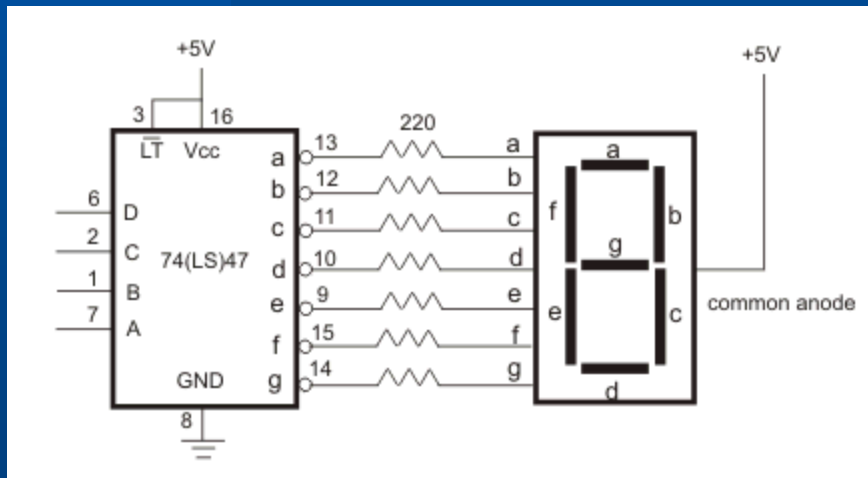 +5V
+5V
3
16
220
L̅T̅ Vcc
a 13 a a
b 12 b
6 D
c 11 c f b
2 C
74(LS)47
d 10 d g
1 B
e 9 e e c
common anode
7 A
f 15 f
GND
g 14 g d
8